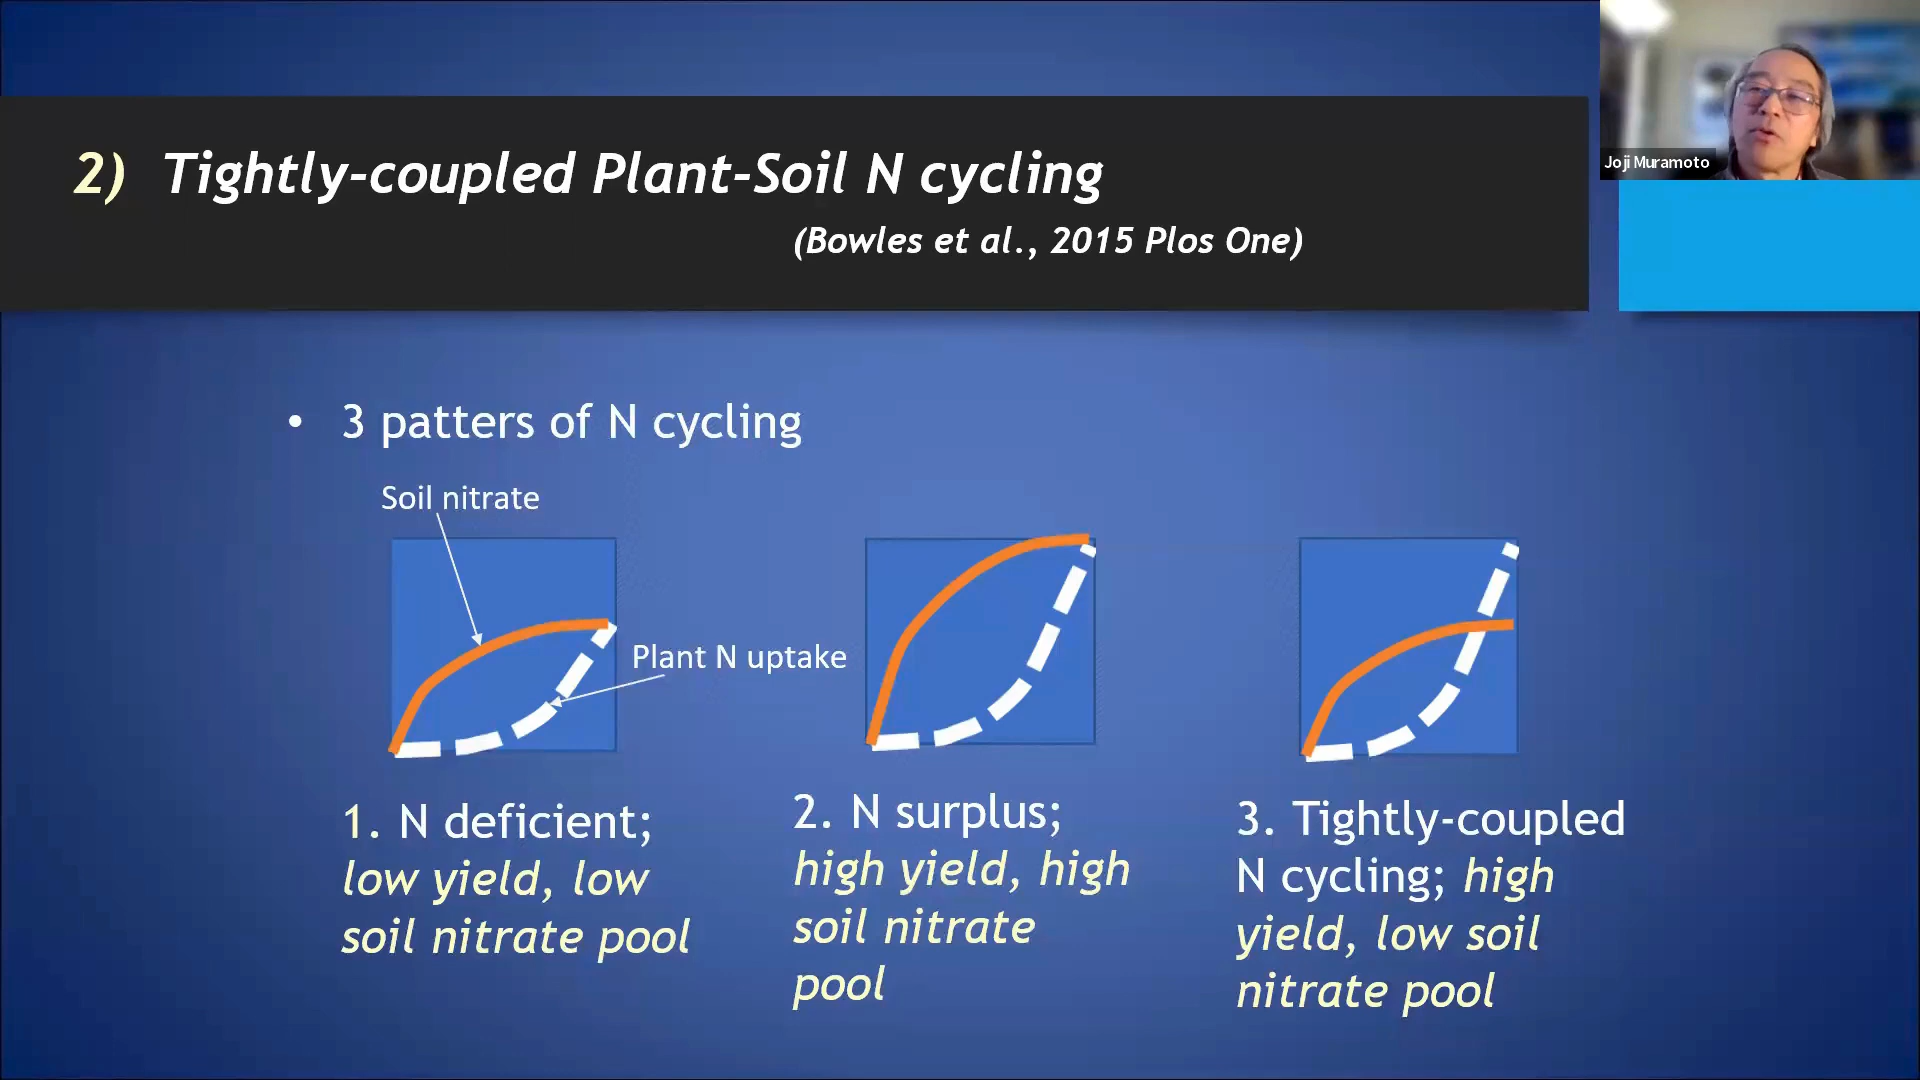 2) Tightly-coupled Plant-Soil N cycling
(Bowles et al., 2015 Plos One)
Joji Muramoto
• 3 patters of N cycling
Soil nitrate
Plant N uptake
1. N deficient;
low yield, low
soil nitrate pool
2. N surplus;
high yield, high
soil nitrate
pool
3. Tightly-coupled
N cycling; high
yield, low soil
nitrate pool